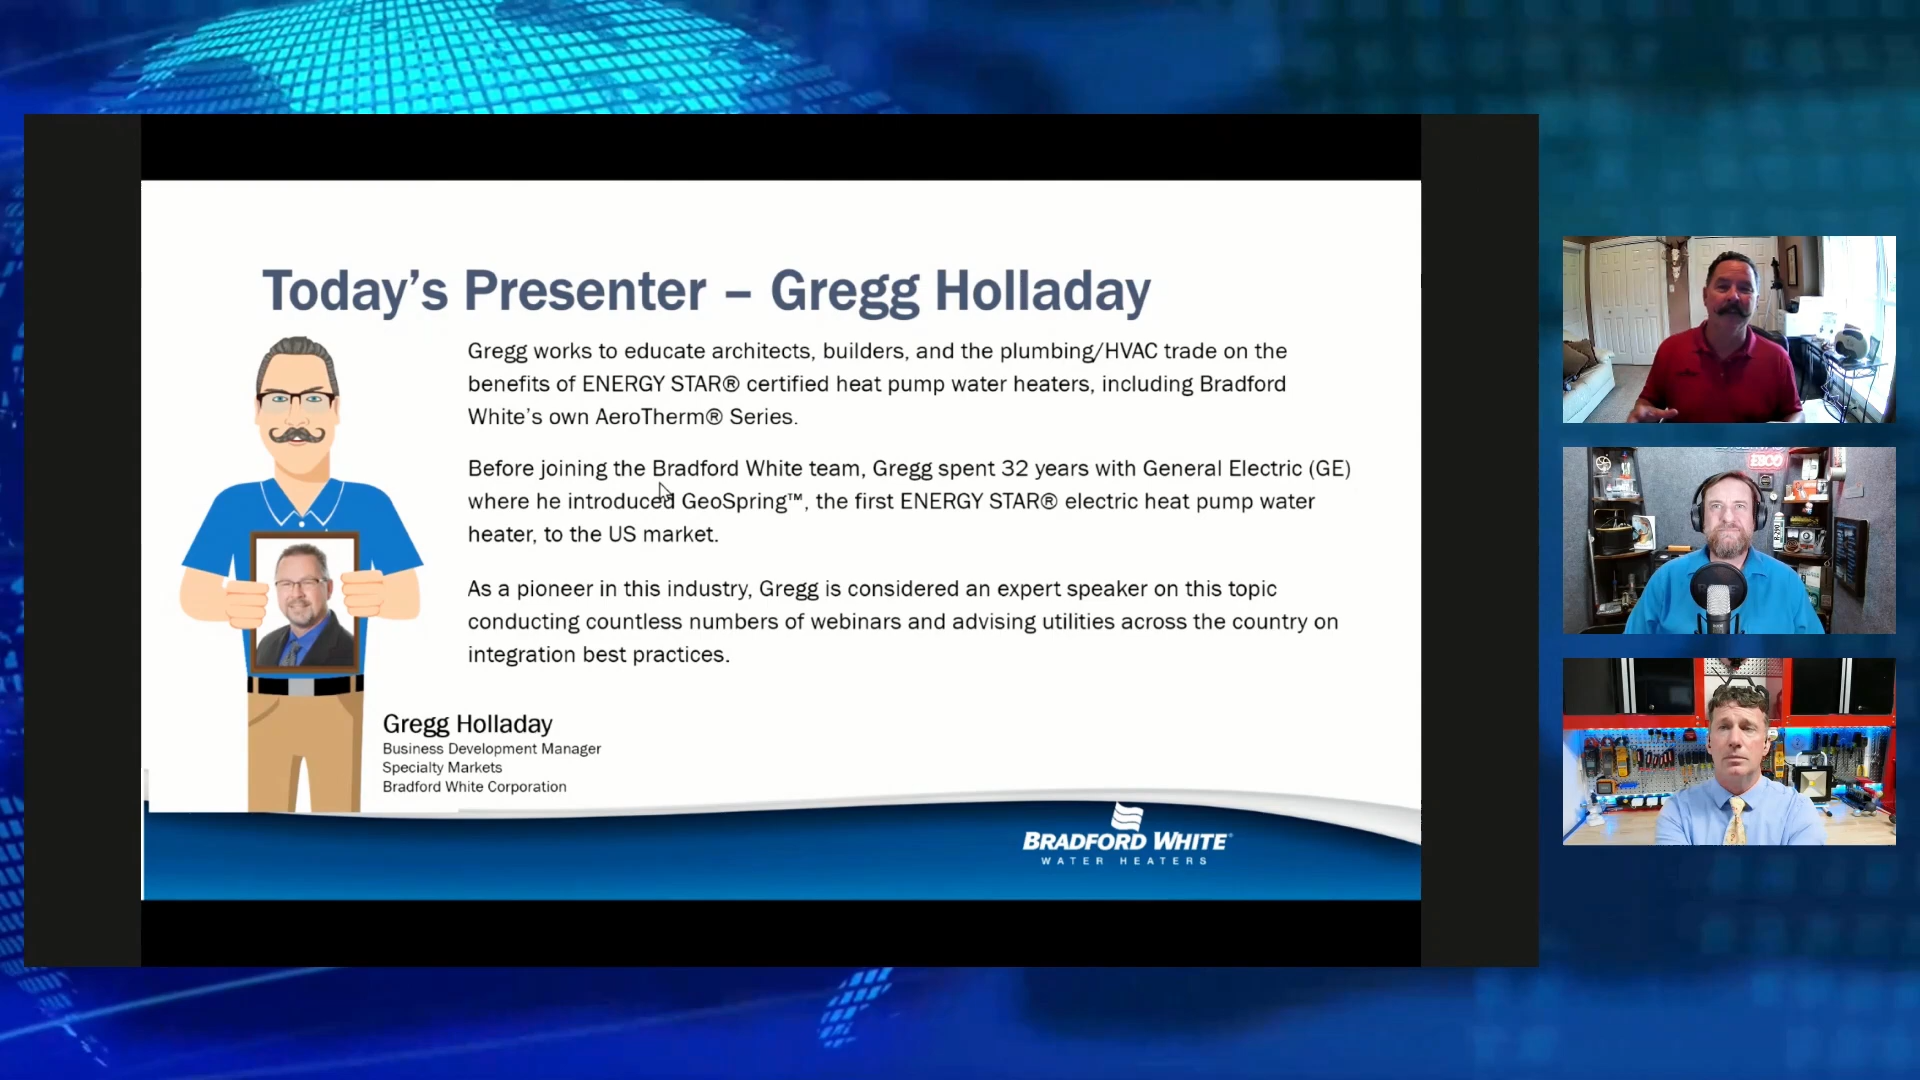 Today's Presenter – Gregg Holladay
Gregg works to educate architects, builders, and the plumbing/HVAC trade on the
benefits of ENERGY STAR® certified heat pump water heaters, including Bradford
White's own AeroTherm® Series.
Before joining the Bradford White team, Gregg spent 32 years with General Electric (GE)
where he introduced GeoSpring™, the first ENERGY STAR® electric heat pump water
heater, to the US market.
As a pioneer in this industry, Gregg is considered an expert speaker on this topic
conducting countless numbers of webinars and advising utilities across the country on
integration best practices.
Gregg Holladay
Business Development Manager
Specialty Markets
Bradford White Corporation
BRADFORD WHITE®
WATER HEATERS